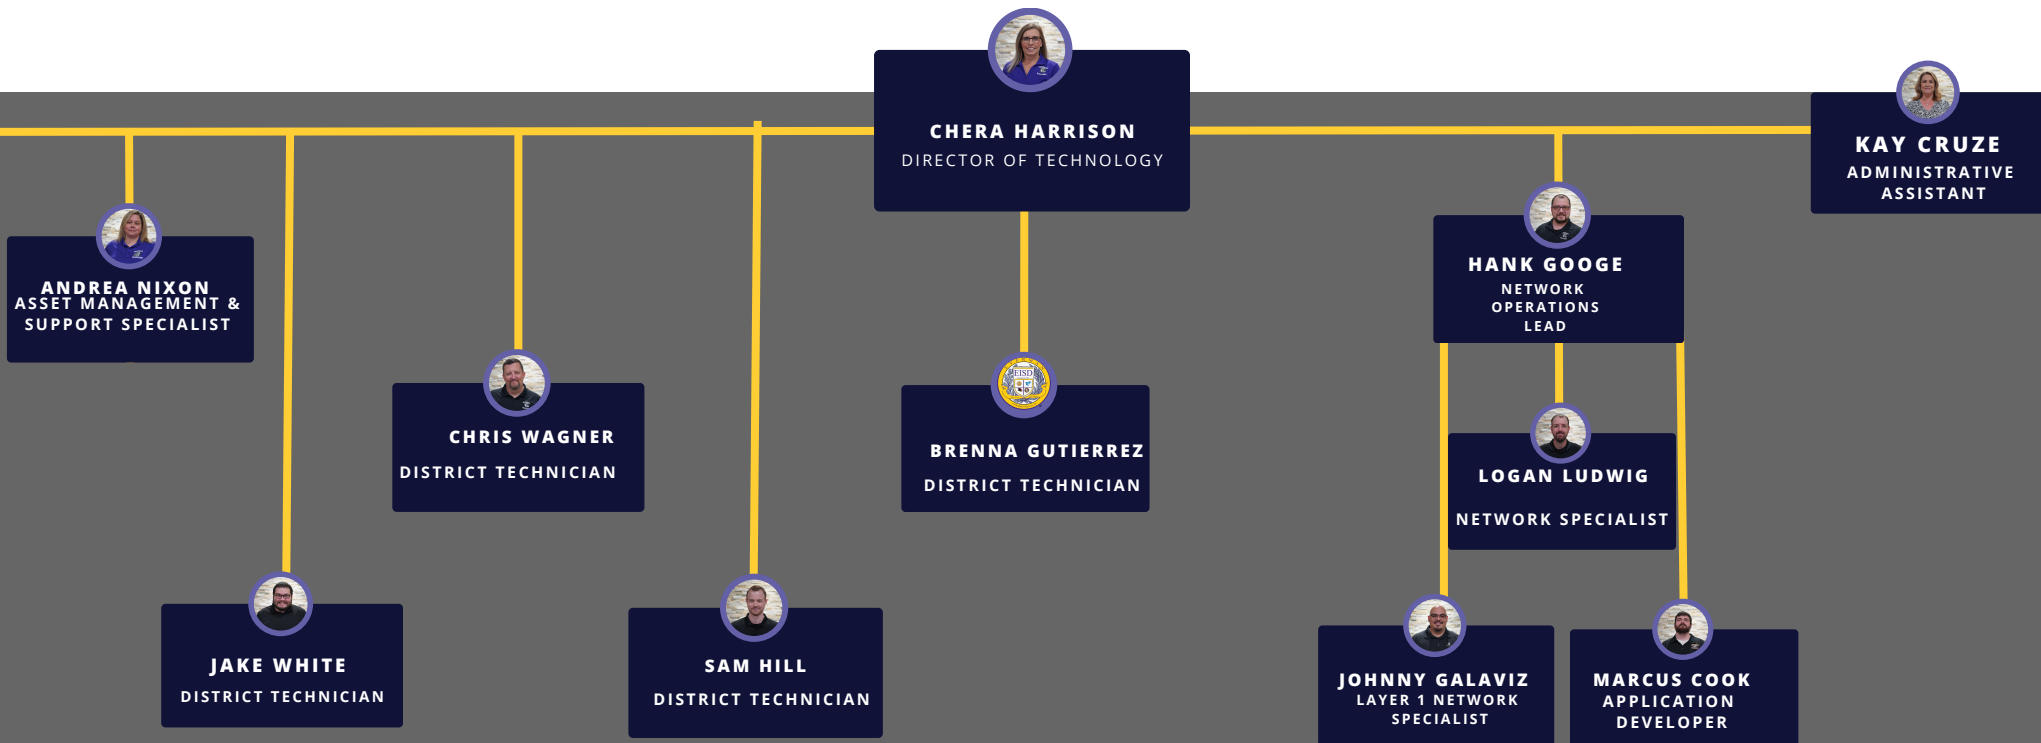 CHERA HARRISON
DIRECTOR OF TECHNOLOGY
KAY CRUZE
ADMINISTRATIVE
ASSISTANT
ANDREA NIXON
ASSET MANAGEMENT &
SUPPORT SPECIALIST
HANK GOOGE
NETWORK
OPERATIONS
LEAD
CHRIS WAGNER
DISTRICT TECHNICIAN
EISD
BRENNA GUTIERREZ
DISTRICT TECHNICIAN
LOGAN LUDWIG
NETWORK SPECIALIST
JAKE WHITE
DISTRICT TECHNICIAN
SAM HILL
DISTRICT TECHNICIAN
JOHNNY GALAVIZ
LAYER 1 NETWORK
SPECIALIST
MARCUS COOK
APPLICATION
DEVELOPER